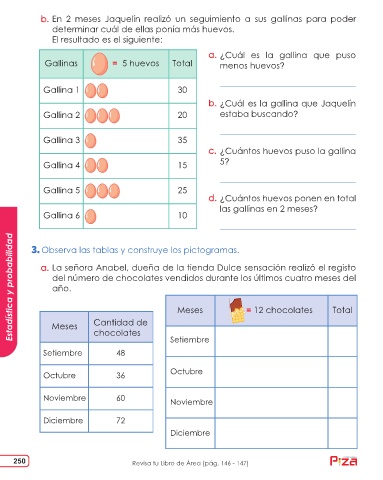 b. En 2 meses Jaquelín realizó un seguimiento a sus gallinas para poder
determinar cuál de ellas ponía más huevos.
El resultado es el siguiente:
Gallinas = 5 huevos Total
Gallina 1 30
Gallina 2 20
Gallina 3 35
Gallina 4 15
Gallina 5 25
Gallina 6 10
a. ¿Cuál es la gallina que puso
menos huevos?
b. ¿Cuál es la gallina que Jaquelín
estaba buscando?
c. ¿Cuántos huevos puso la gallina
5?
d. ¿Cuántos huevos ponen en total
las gallinas en 2 meses?
3. Observa las tablas y construye los pictogramas.
a. La señora Anabel, dueña de la tienda Dulce sensación realizó el registo
del número de chocolates vendidos durante los últimos cuatro meses del
año.
Meses Cantidad de
chocolates
Setiembre 48
Octubre 36
Noviembre 60
Diciembre 72
Meses = 12 chocolates Total
Setiembre
Octubre
Noviembre
Diciembre
Estadística y probabilidad
250
Revisa tu Libro de Área (pág. 146 - 147)
Pıza